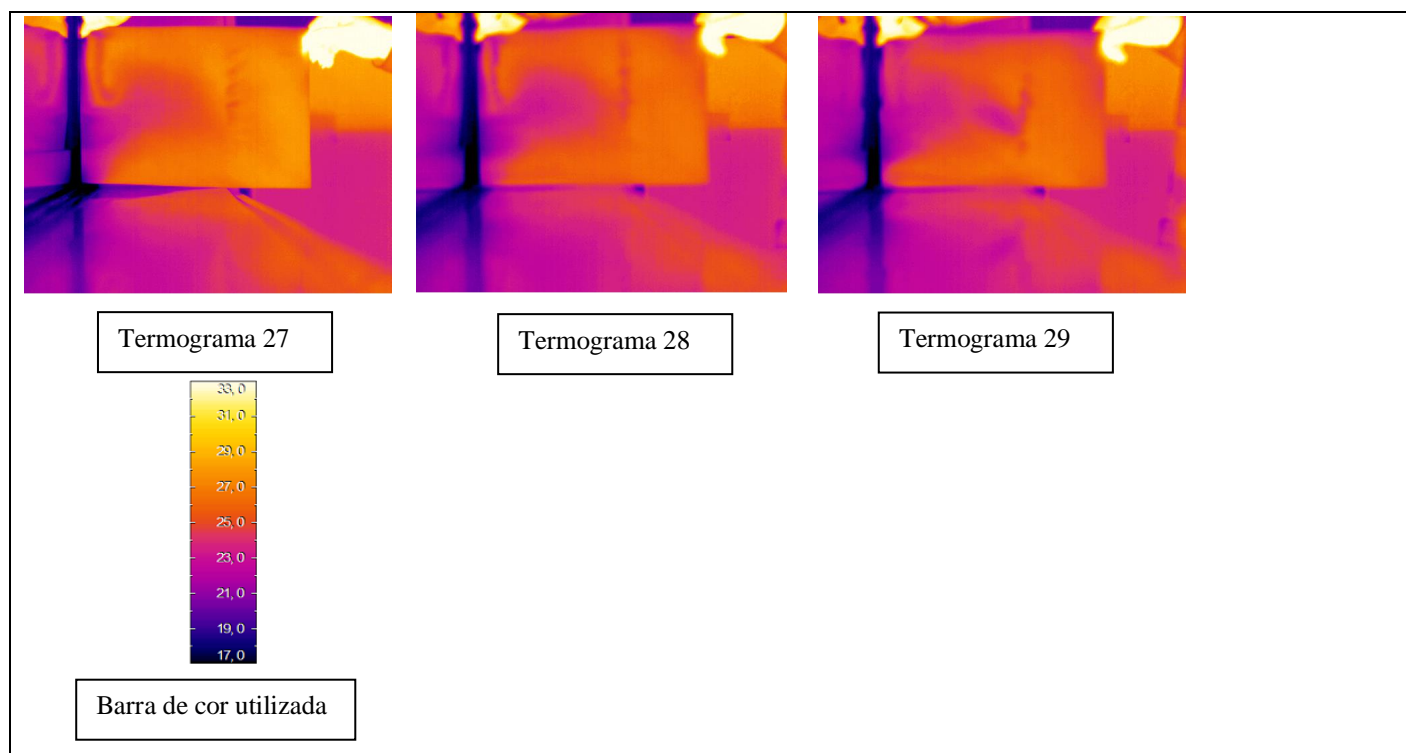 Termograma 27
Termograma 28
Termograma 29
33,0
31,0
29,0
27,0
25,0
23,0
21,0
19,0
17,0
Barra de cor utilizada